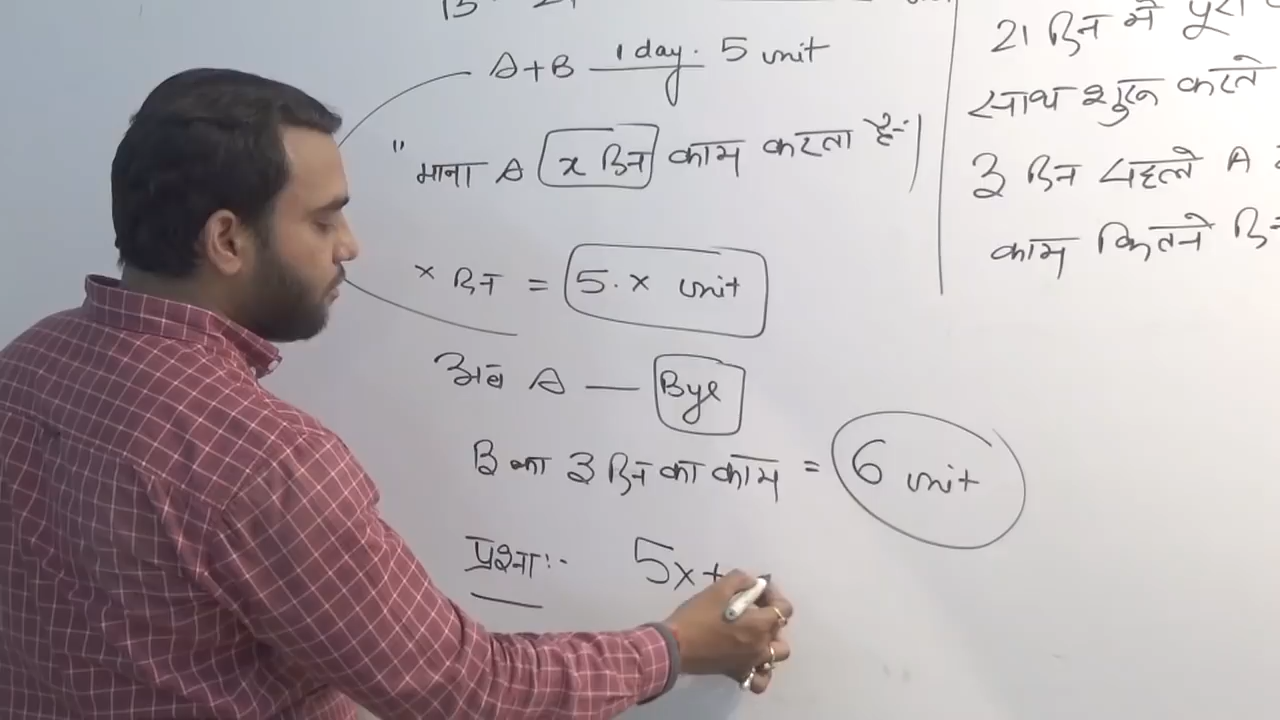 A+B 1 day. 5 unit
" माना A x दिन काम करता है-"
x दिन = 5.x unit
अब A — Bye
B का 3 दिन का काम = 6 unit
प्रश्न:- 5x+
21 दिन में पूरा
साथ शुरू करते
3 दिन पहले A
काम कितने दि